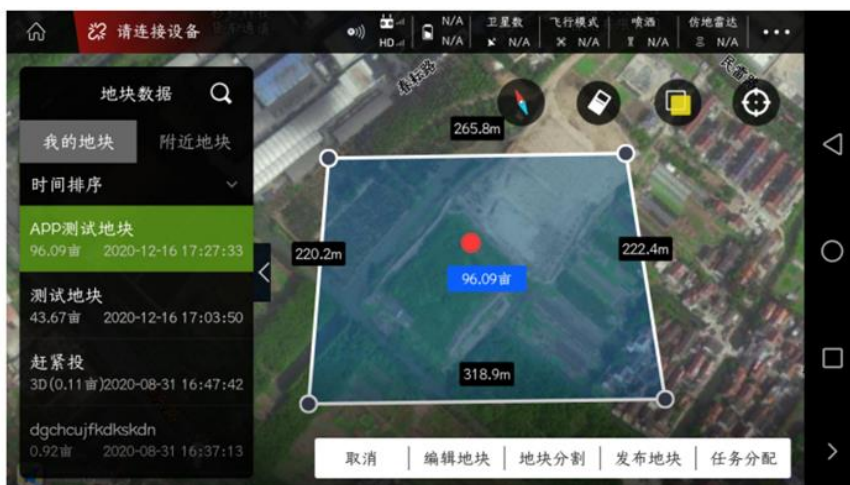 请连接设备
HD
N/A
N/A
卫星数
N/A
飞行模式
N/A
喷洒
N/A
仿地雷达
N/A
地块数据
我的地块
附近地块
时间排序
APP测试地块
96.09亩 2020-12-16 17:27:33
测试地块
43.67亩 2020-12-16 17:03:50
赶紧投
3D(0.11亩)2020-08-31 16:47:42
dgchcujfkdkskdn
0.92亩 2020-08-31 16:37:13
265.8m
220.2m
222.4m
96.09亩
318.9m
取消 编辑地块 地块分割 发布地块 任务分配